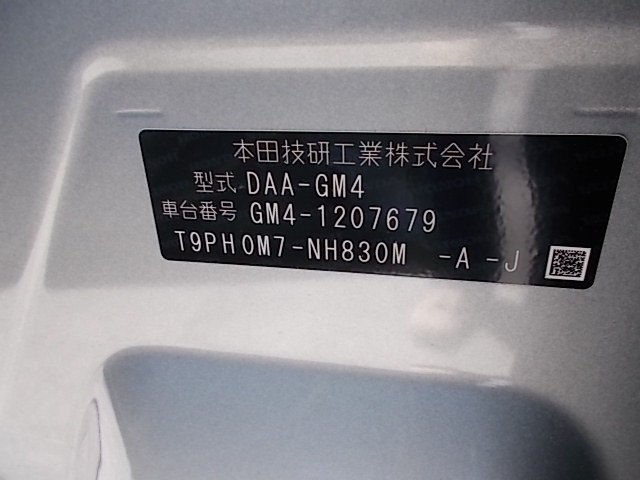 本田技研工業株式会社
型式 DAA-GM4
車台番号 GM4-1207679
T9PH0M7-NH830M -A -J